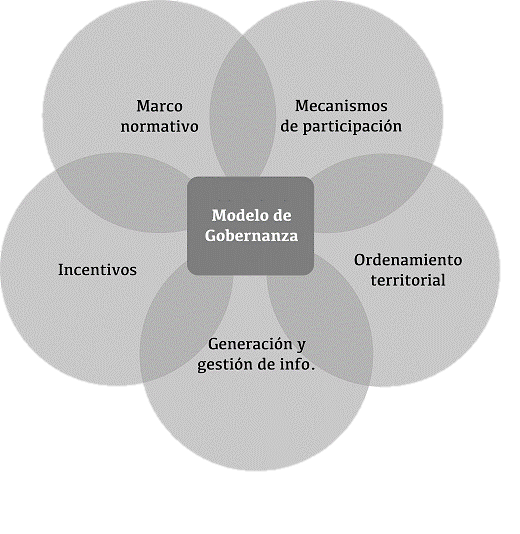 Marco
normativo
Mecanismos
de participación
Modelo de
Gobernanza
Incentivos
Ordenamiento
territorial
Generación y
gestión de info.